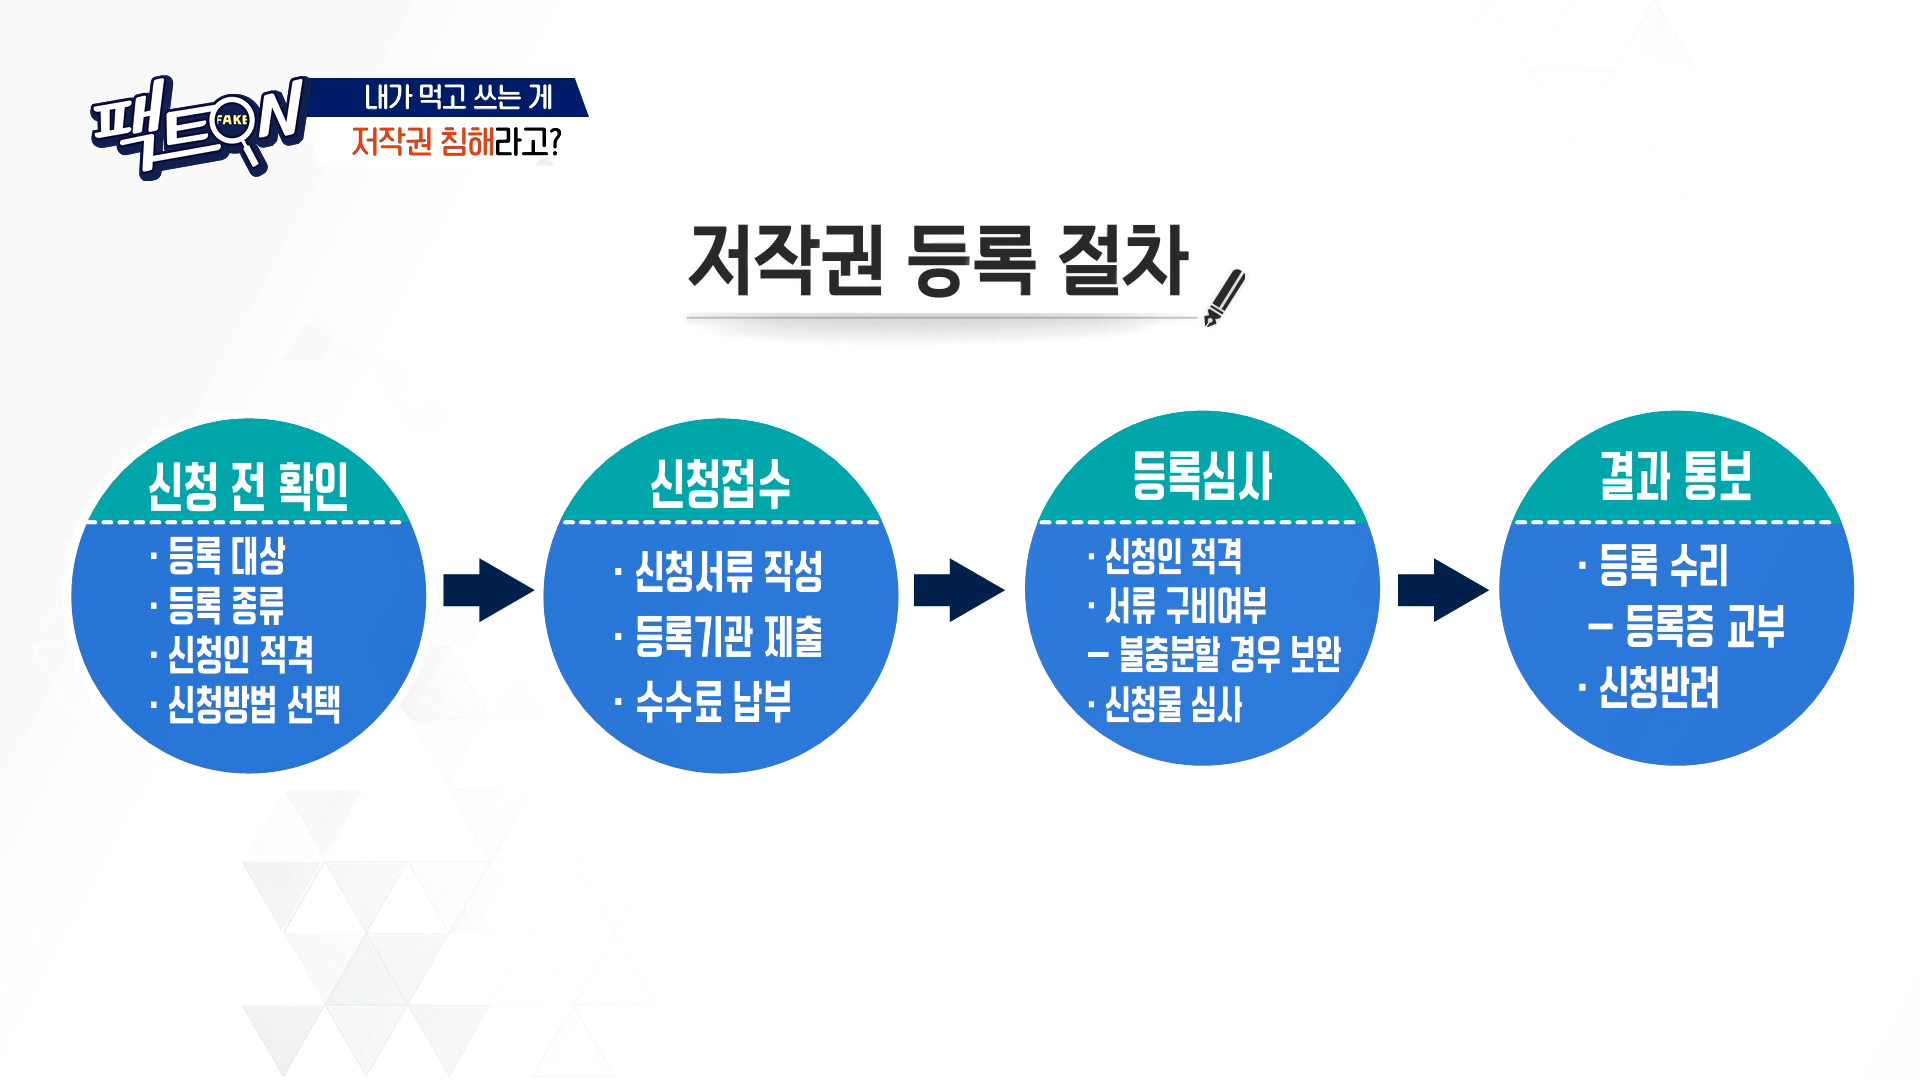 팩트ON
FAKE
내가 먹고 쓰는 게
저작권 침해라고?
저작권 등록 절차
신청 전 확인
· 등록 대상
· 등록 종류
· 신청인 적격
· 신청방법 선택
신청접수
· 신청서류 작성
· 등록기관 제출
· 수수료 납부
등록심사
· 신청인 적격
· 서류 구비여부
– 불충분할 경우 보완
· 신청물 심사
결과 통보
· 등록 수리
– 등록증 교부
· 신청반려